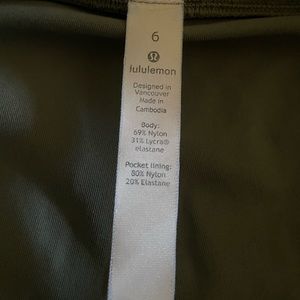 6
lululemon
Designed in
Vancouver
Made in
Cambodia
Body:
69% Nylon
31% Lycra®
elastane
Pocket lining:
80% Nylon
20% Elastane